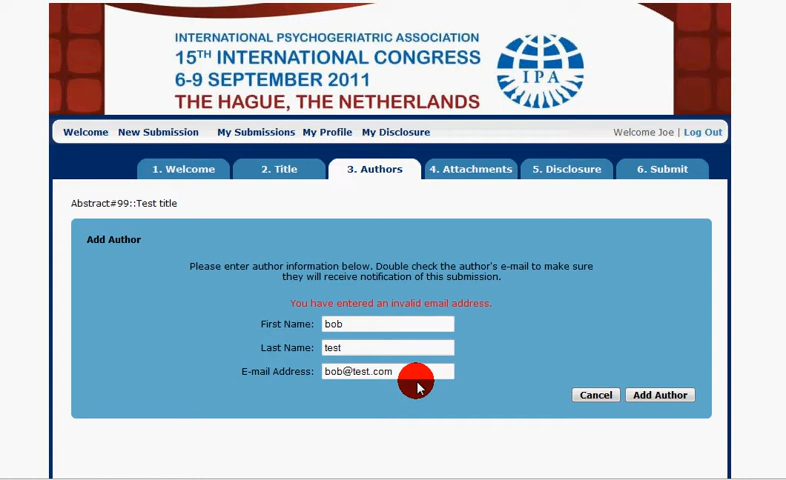 INTERNATIONAL PSYCHOGERIATRIC ASSOCIATION
15TH INTERNATIONAL CONGRESS
6-9 SEPTEMBER 2011
THE HAGUE, THE NETHERLANDS
IPA
Welcome New Submission My Submissions My Profile My Disclosure Welcome Joe | Log Out
1. Welcome 2. Title 3. Authors 4. Attachments 5. Disclosure 6. Submit
Abstract#99::Test title
Add Author
Please enter author information below. Double check the author's e-mail to make sure
they will receive notification of this submission.
You have entered an invalid email address.
First Name: bob
Last Name: test
E-mail Address: bob@test.com
Cancel Add Author